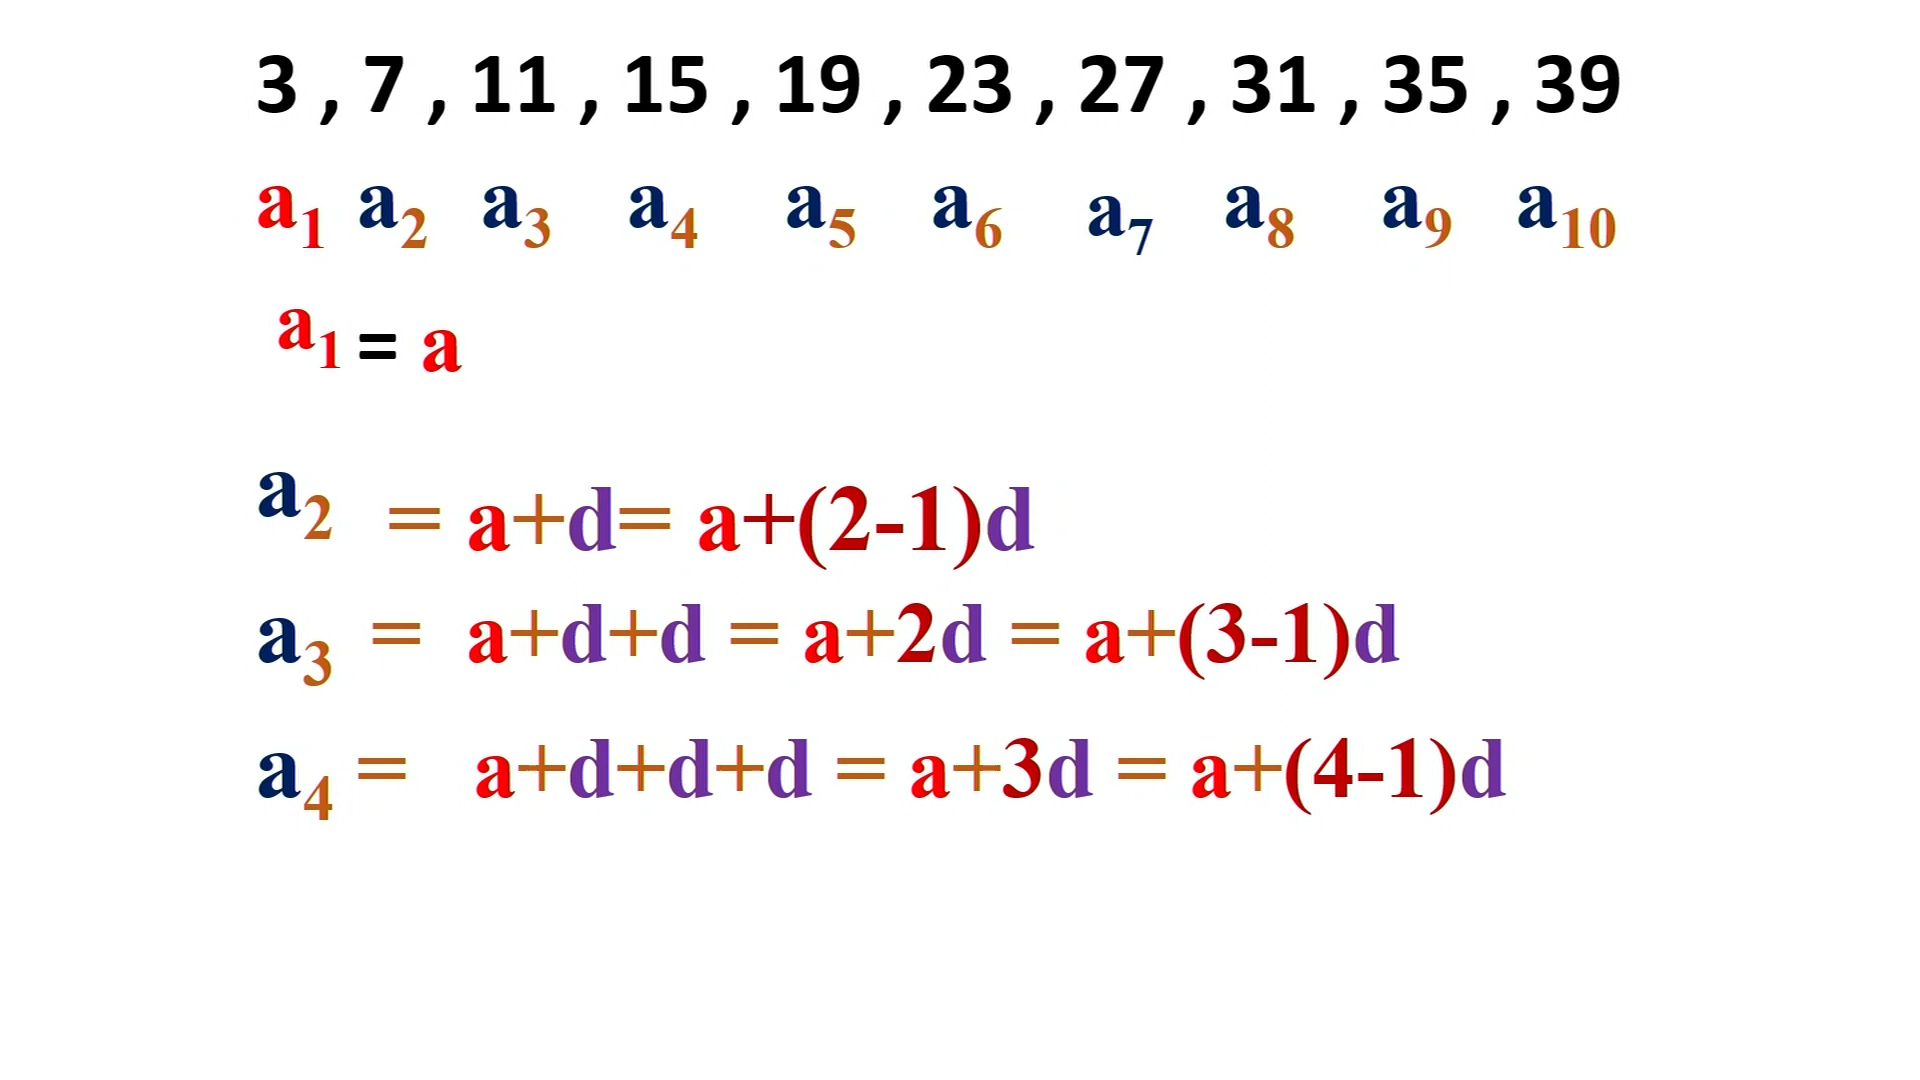 3 , 7 , 11 , 15 , 19 , 23 , 27 , 31 , 35 , 39
a₁ a₂ a₃ a₄ a₅ a₆ a₇ a₈ a₉ a₁₀
a₁ = a
a₂ = a+d= a+(2-1)d
a₃ = a+d+d = a+2d = a+(3-1)d
a₄ = a+d+d+d = a+3d = a+(4-1)d